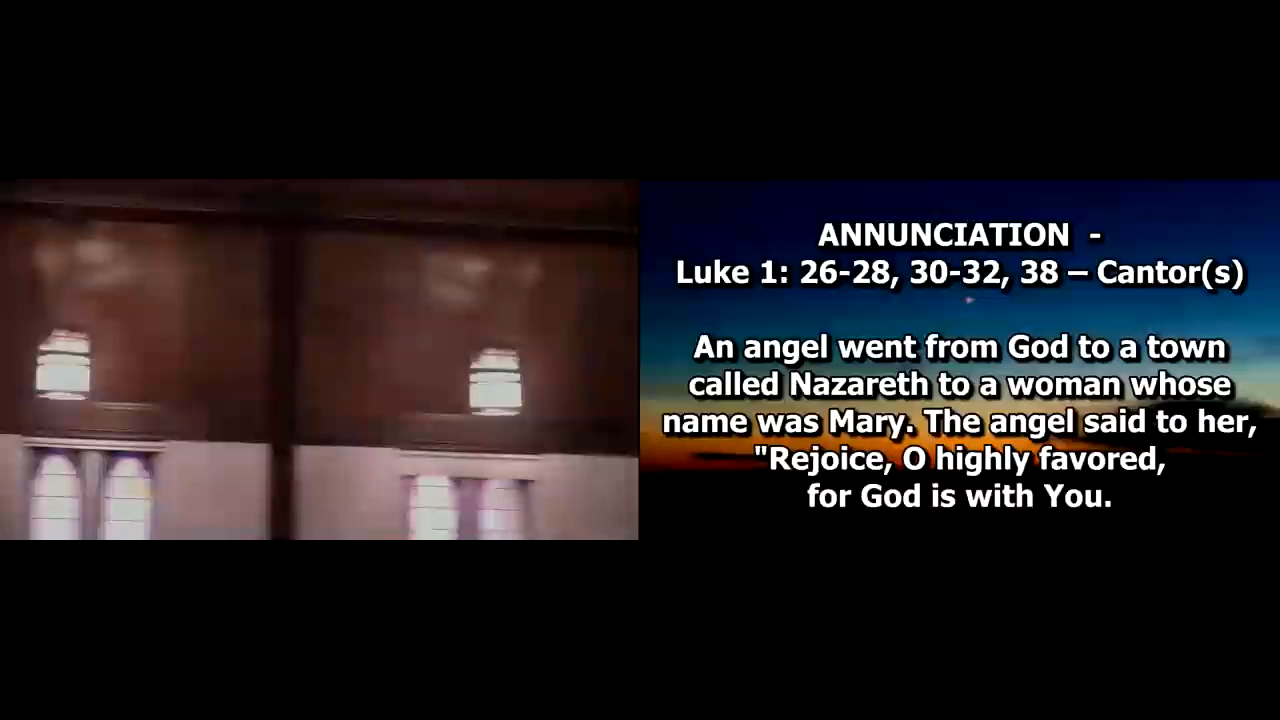 ANNUNCIATION  -
Luke 1: 26-28, 30-32, 38 – Cantor(s)
An angel went from God to a town
called Nazareth to a woman whose
name was Mary. The angel said to her,
"Rejoice, O highly favored,
for God is with You.